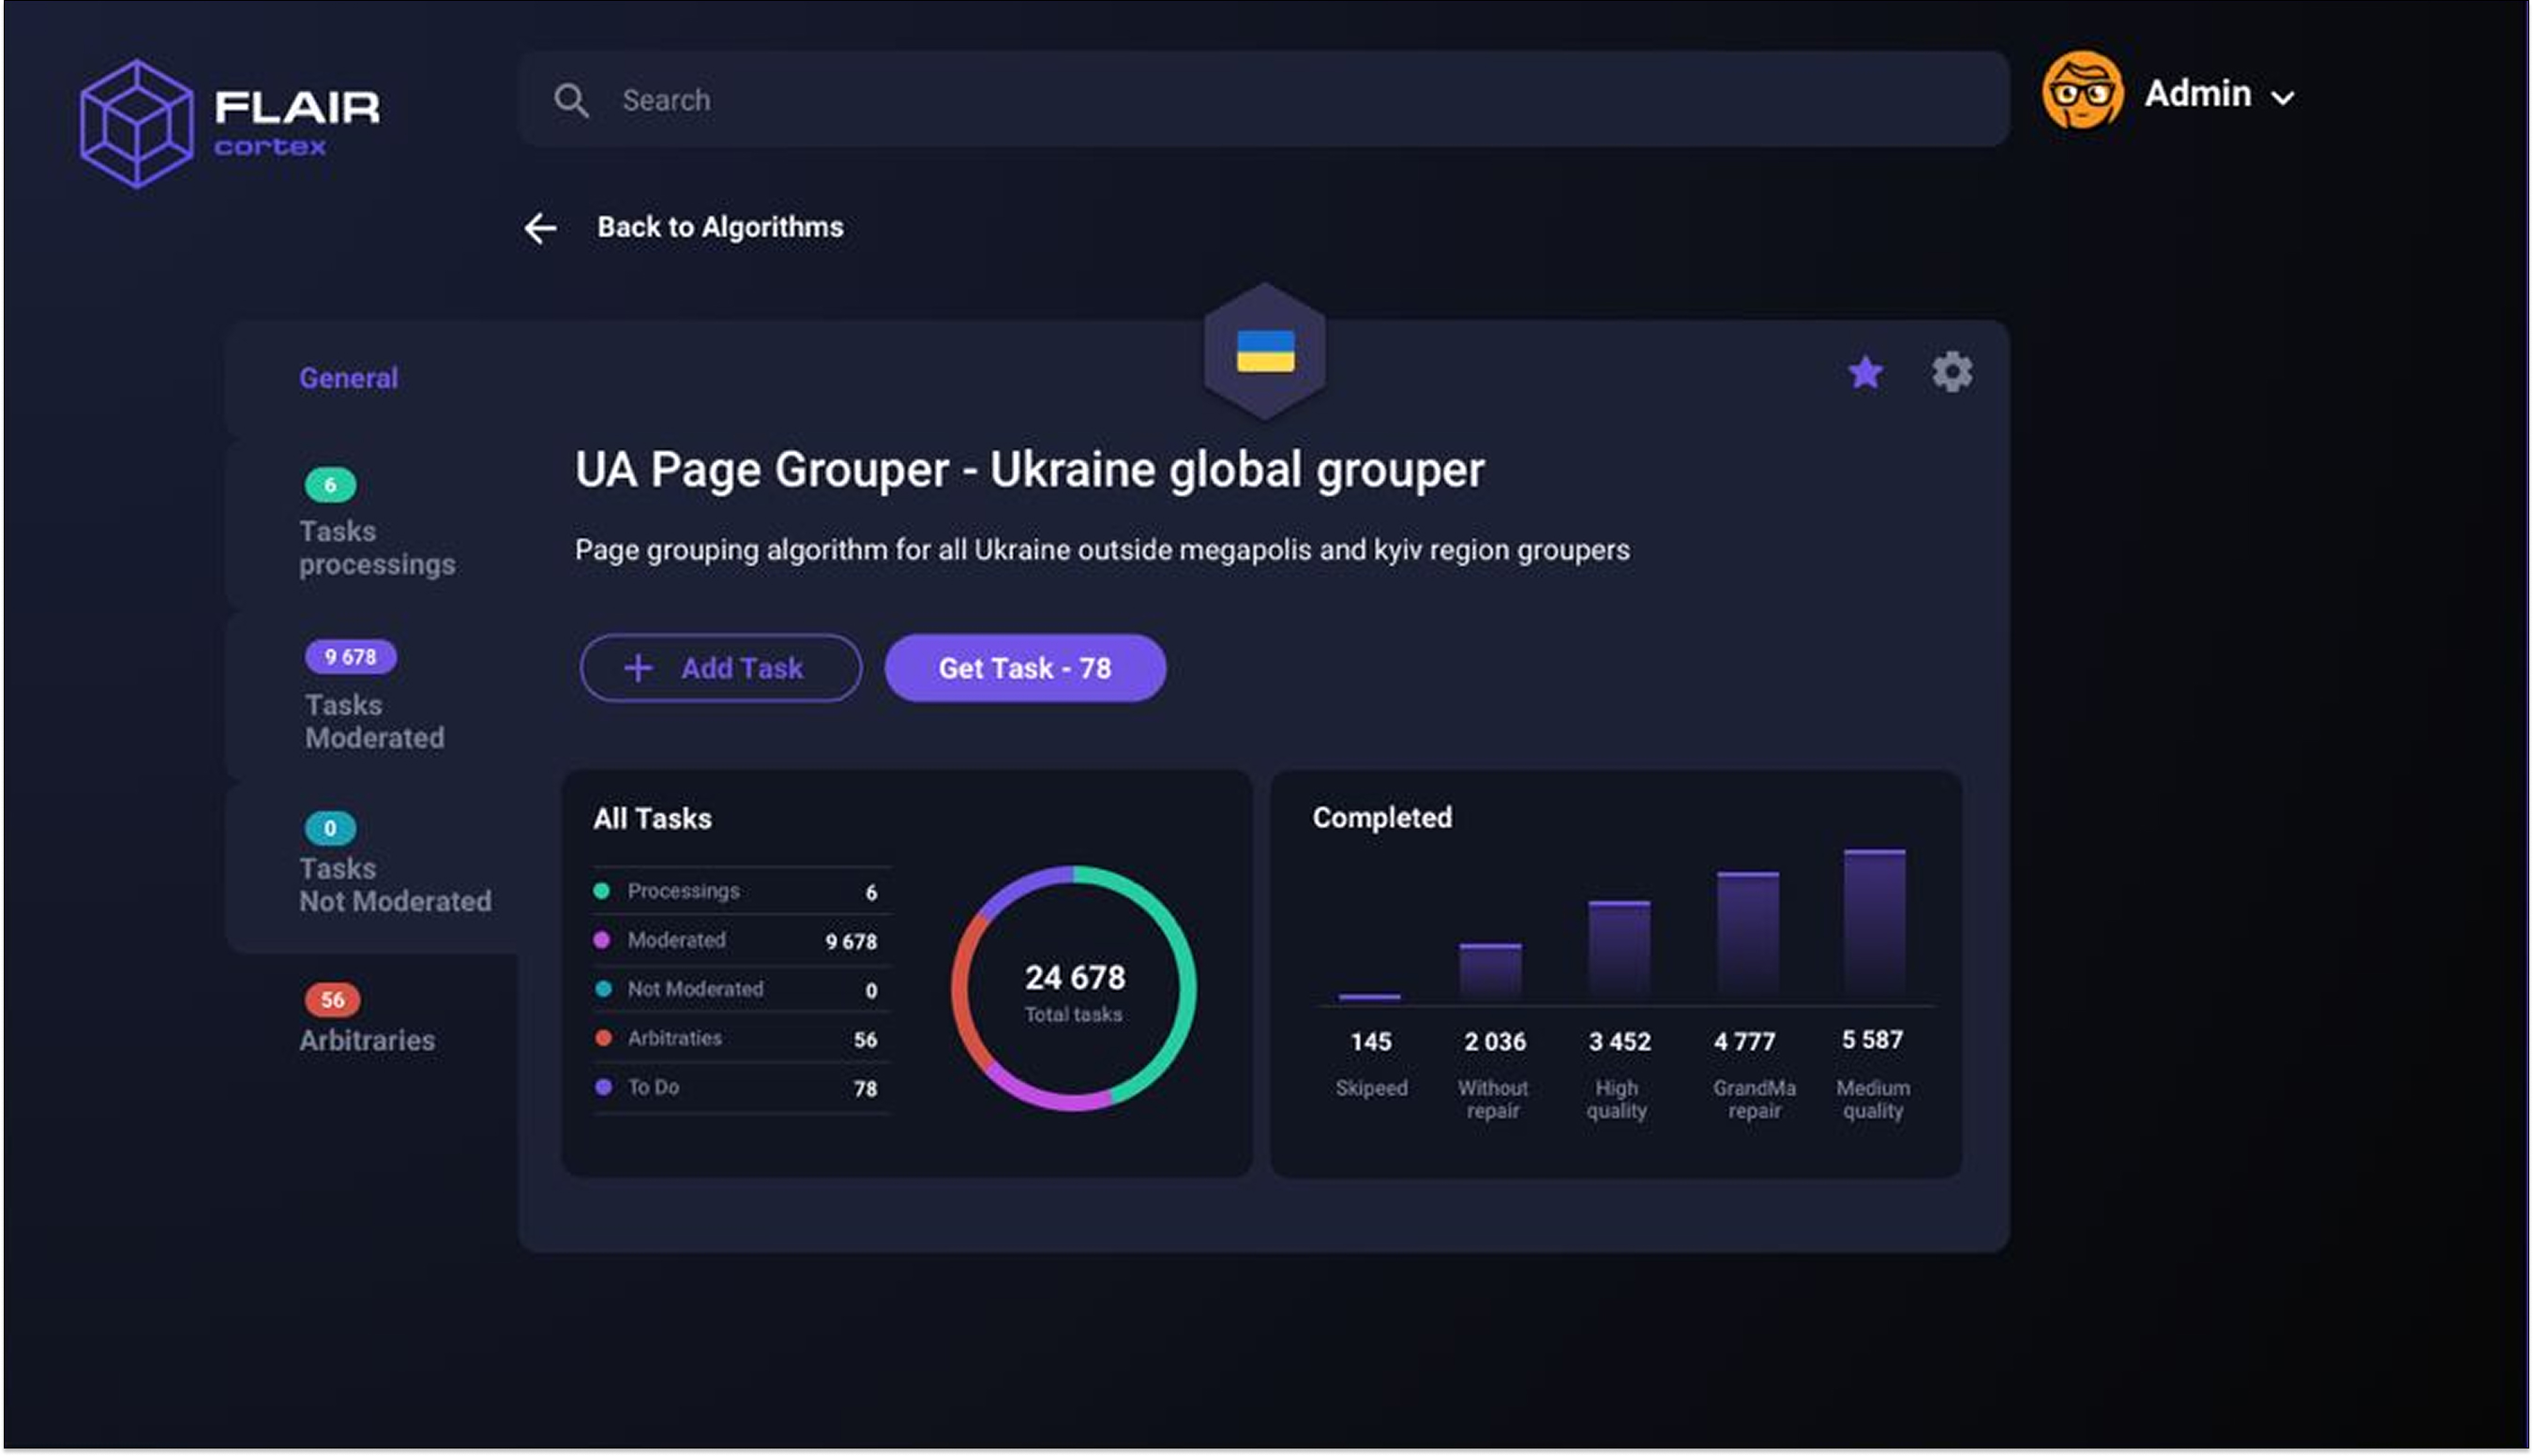 FLAIR
cortex
Search
Admin
Back to Algorithms
General
6
Tasks
processings
9 678
Tasks
Moderated
0
Tasks
Not Moderated
56
Arbitraries
UA Page Grouper - Ukraine global grouper
Page grouping algorithm for all Ukraine outside megapolis and kyiv region groupers
+ Add Task
Get Task - 78
All Tasks
Processings 6
Moderated 9 678
Not Moderated 0
Arbitraties 56
To Do 78
24 678
Total tasks
Completed
145 2 036 3 452 4 777 5 587
Skipeed Without High GrandMa Medium
repair quality repair quality